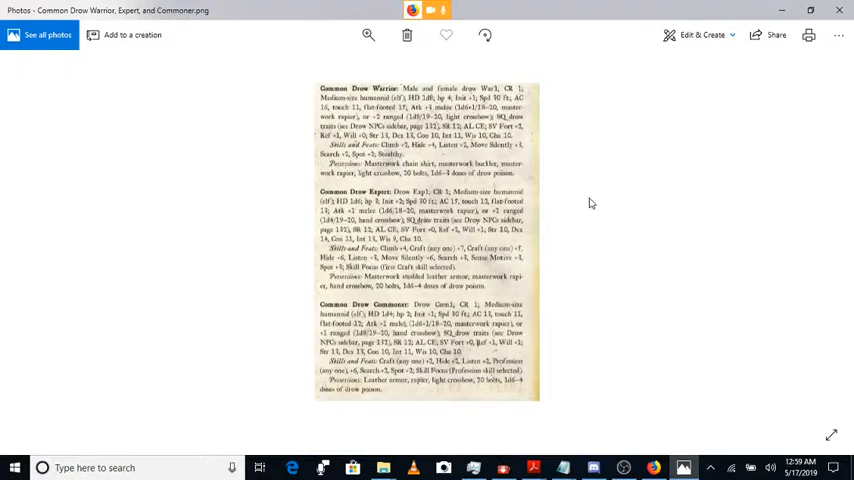 Photos - Common Drow Warrior, Expert, and Commoner.png
See all photos
Add to a creation
Edit & Create
Share
Common Drow Warrior: Male and female drow War1, CR 1;
Medium-size humanoid (elf); HD 1d8; hp 4; Init +1; Spd 30 ft; AC
16, touch 11, flat-footed 15; Atk +3 melee (1d6+1/18–20, master-
work rapier), or +2 ranged (1d8/19–20, light crossbow); SQ drow
traits (see Drow NPCs sidebar, page 132), SR 12; AL CE; SV Fort +2,
Ref +1, Will +0; Str 13, Dex 13, Con 10, Int 11, Wis 10, Cha 10.
Skills and Feats: Climb +2, Hide +4, Listen +2, Move Silently +3,
Search +2, Spot +2; Stealthy.
Possessions: Masterwork chain shirt, masterwork buckler, master-
work rapier, light crossbow, 20 bolts, 1d6–3 doses of drow poison.
Common Drow Expert: Drow Exp1; CR 1; Medium-size humanoid
(elf); HD 1d6; hp 3; Init +2; Spd 30 ft; AC 15, touch 12, flat-footed
13; Atk +1 melee (1d6/18–20, masterwork rapier), or +2 ranged
(1d4/19–20, hand crossbow); SQ drow traits (see Drow NPCs sidebar,
page 132), SR 12; AL CE; SV Fort +0, Ref +2, Will +1; Str 10, Dex
14, Con 11, Int 13, Wis 9, Cha 10.
Skills and Feats: Climb +4, Craft (any one) +7, Craft (any one) +5,
Hide +6, Listen +3, Move Silently +6, Search +3, Sense Motive +3,
Spot +3; Skill Focus (first Craft skill selected).
Possessions: Masterwork studded leather armor, masterwork rapi-
er, hand crossbow, 20 bolts, 1d6–4 doses of drow poison.
Common Drow Commoner: Drow Com1; CR 1; Medium-size
humanoid (elf); HD 1d4; hp 2; Init +1; Spd 30 ft; AC 13, touch 11,
flat-footed 12; Atk +1 melee; (1d6+1/18–20, masterwork rapier), or
+1 ranged (1d8/19–20, hand crossbow); SQ drow traits (see Drow
NPCs sidebar, page 132), SR 12; AL CE; SV Fort +0, Ref +1, Will +1;
Str 13, Dex 13, Con 10, Int 11, Wis 10, Cha 10.
Skills and Feats: Craft (any one) +2, Hide +2, Listen +2, Profession
(any one), +6, Search +2, Spot +2; Skill Focus (Profession skill selected)
Possessions: Leather armor, rapier, light crossbow, 20 bolts, 1d6–4
doses of drow poison.
Type here to search
12:59 AM
5/17/2019